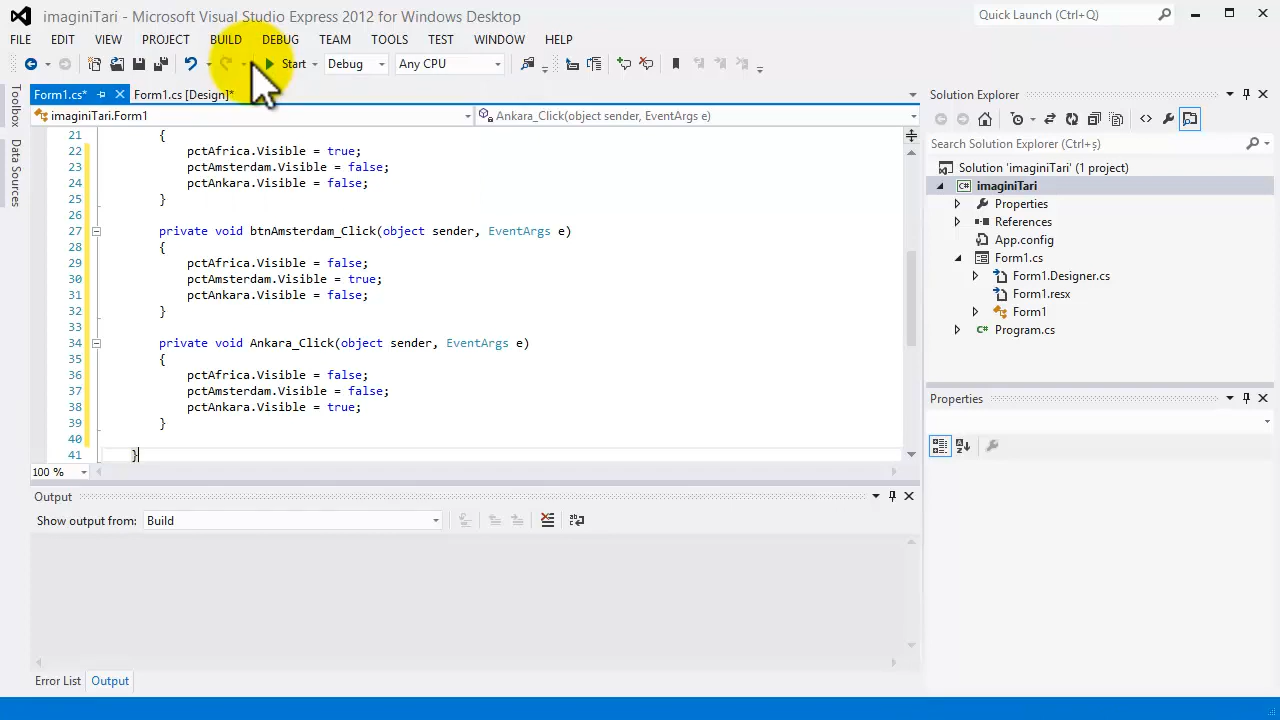 imaginiTari - Microsoft Visual Studio Express 2012 for Windows Desktop
Quick Launch (Ctrl+Q)
FILE EDIT VIEW PROJECT BUILD DEBUG TEAM TOOLS TEST WINDOW HELP
Start Debug Any CPU
Toolbox
Data Sources
Form1.cs* Form1.cs [Design]*
imaginiTari.Form1 Ankara_Click(object sender, EventArgs e)
21 {
22 pctAfrica.Visible = true;
23 pctAmsterdam.Visible = false;
24 pctAnkara.Visible = false;
25 }
26
27 private void btnAmsterdam_Click(object sender, EventArgs e)
28 {
29 pctAfrica.Visible = false;
30 pctAmsterdam.Visible = true;
31 pctAnkara.Visible = false;
32 }
33
34 private void Ankara_Click(object sender, EventArgs e)
35 {
36 pctAfrica.Visible = false;
37 pctAmsterdam.Visible = false;
38 pctAnkara.Visible = true;
39 }
40
41 }
100 %
Output
Show output from: Build
Error List Output
Solution Explorer
Search Solution Explorer (Ctrl+ș)
Solution 'imaginiTari' (1 project)
C# imaginiTari
Properties
References
App.config
Form1.cs
Form1.Designer.cs
Form1.resx
Form1
C# Program.cs
Properties